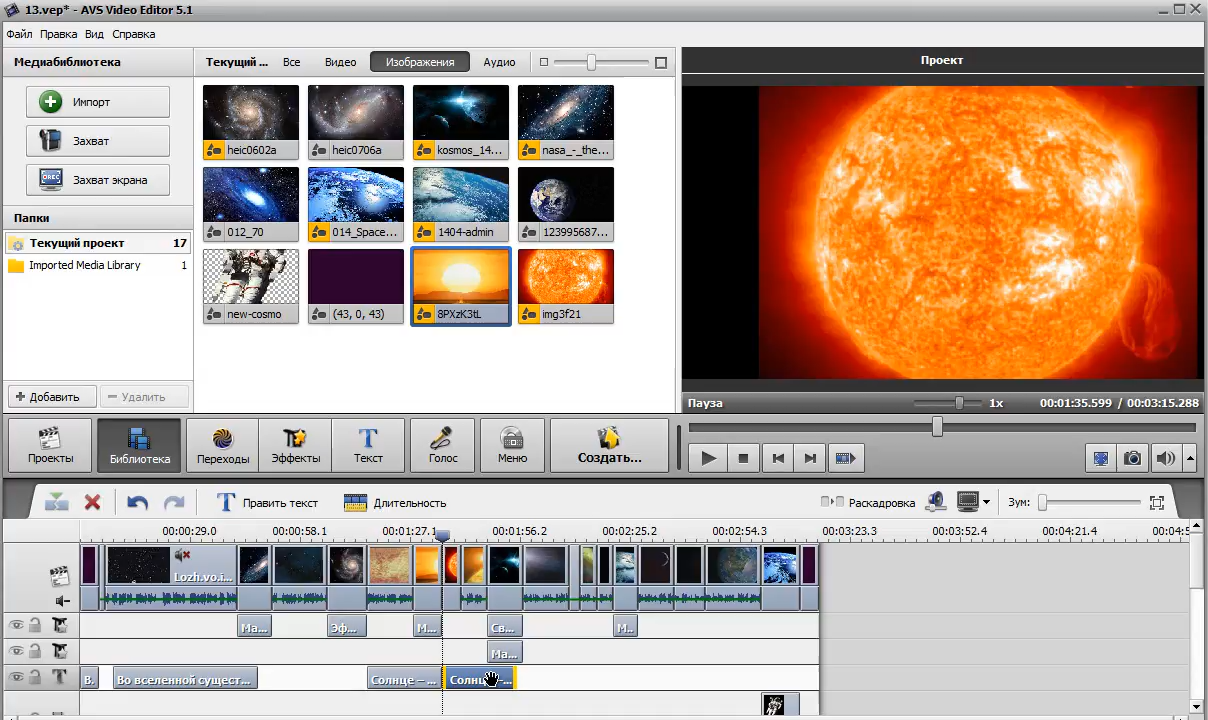 13.vep* - AVS Video Editor 5.1
Файл Правка Вид Справка
Медиабиблиотека
Текущий ... Все Видео Изображения Аудио
Проект
Импорт
Захват
Захват экрана
Папки
Текущий проект 17
Imported Media Library 1
heic0602a heic0706a kosmos_14... nasa_-_the...
012_70 014_Space... 1404-admin 123995687...
new-cosmo (43, 0, 43) 8PXzK3tL img3f21
Добавить Удалить
Пауза 1x 00:01:35.599 / 00:03:15.288
Проекты Библиотека Переходы Эффекты Текст Голос Меню Создать...
Править текст Длительность Раскадровка Зум:
00:00:29.0 00:00:58.1 00:01:27.1 00:01:56.2 00:02:25.2 00:02:54.3 00:03:23.3 00:03:52.4 00:04:21.4 00:04:5
Lozh.vo.i...
Ма... Эф... М... Св... М..
Ма...
В. Во вселенной сущест... Солнце – ... Солн